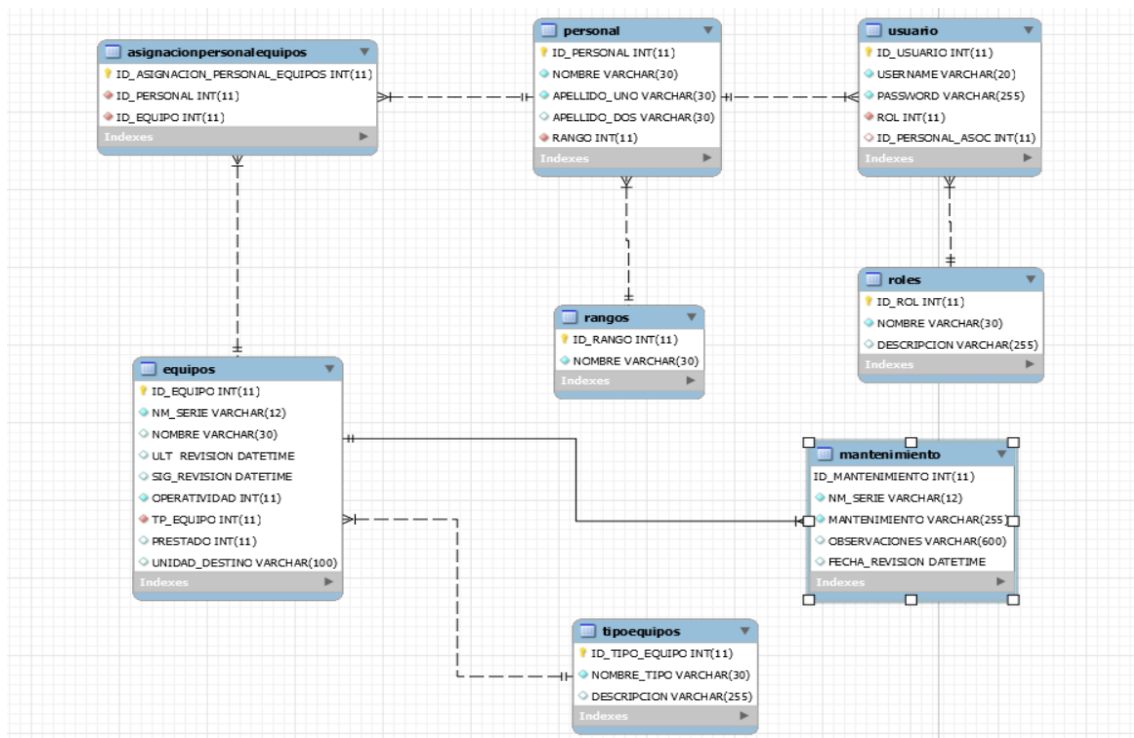 asignacionpersonalequipos
ID_ASIGNACION_PERSONAL_EQUIPOS INT(11)
ID_PERSONAL INT(11)
ID_EQUIPO INT(11)
Indexes
personal
ID_PERSONAL INT(11)
NOMBRE VARCHAR(30)
APELLIDO_UNO VARCHAR(30)
APELLIDO_DOS VARCHAR(30)
RANGO INT(11)
Indexes
usuario
ID_USUARIO INT(11)
USERNAME VARCHAR(20)
PASSWORD VARCHAR(255)
ROL INT(11)
ID_PERSONAL_ASOC INT(11)
Indexes
rangos
ID_RANGO INT(11)
NOMBRE VARCHAR(30)
Indexes
roles
ID_ROL INT(11)
NOMBRE VARCHAR(30)
DESCRIPCION VARCHAR(255)
Indexes
equipos
ID_EQUIPO INT(11)
NM_SERIE VARCHAR(12)
NOMBRE VARCHAR(30)
ULT_REVISION DATETIME
SIG_REVISION DATETIME
OPERATIVIDAD INT(11)
TP_EQUIPO INT(11)
PRESTADO INT(11)
UNIDAD_DESTINO VARCHAR(100)
Indexes
mantenimiento
ID_MANTENIMIENTO INT(11)
NM_SERIE VARCHAR(12)
MANTENIMIENTO VARCHAR(255)
OBSERVACIONES VARCHAR(600)
FECHA_REVISION DATETIME
Indexes
tipoequipos
ID_TIPO_EQUIPO INT(11)
NOMBRE_TIPO VARCHAR(30)
DESCRIPCION VARCHAR(255)
Indexes